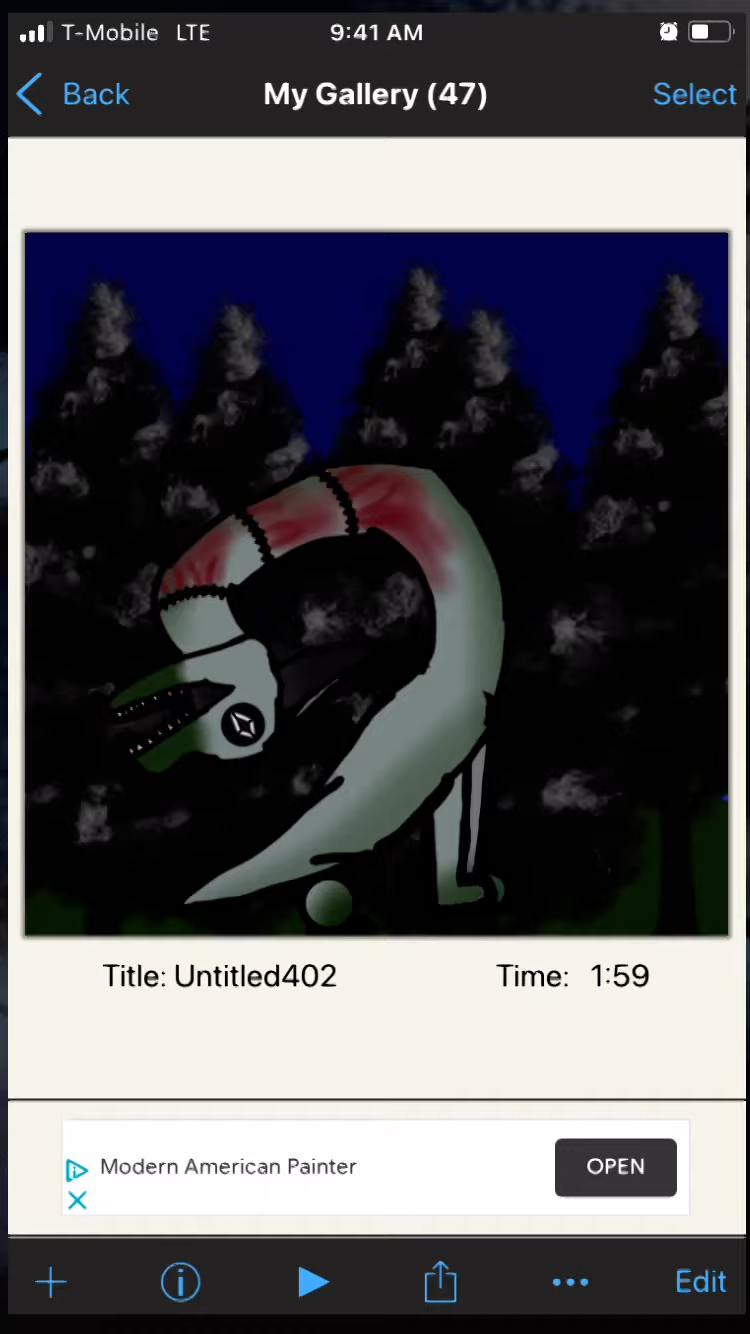 T-Mobile LTE 9:41 AM
Back My Gallery (47) Select
Title: Untitled402 Time: 1:59
Modern American Painter OPEN
Edit